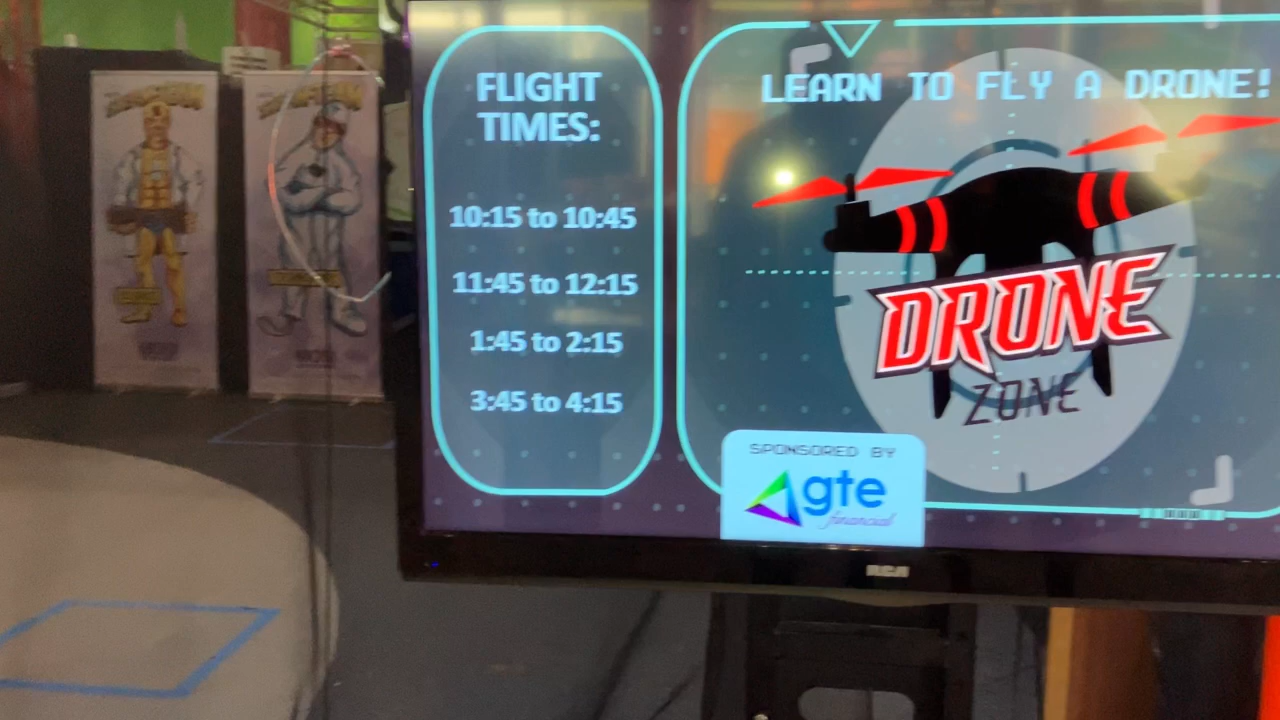 FLIGHT
TIMES:
10:15 to 10:45
11:45 to 12:15
1:45 to 2:15
3:45 to 4:15
LEARN TO FLY A DRONE!
DRONE
ZONE
SPONSORED BY
gte
financial
RCA